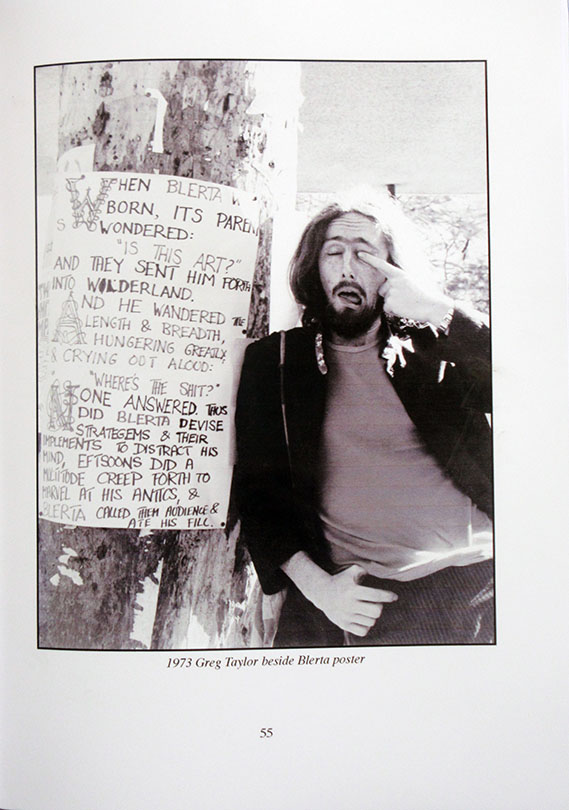 WHEN BLERTA W
BORN, ITS PAREN
S WONDERED:
"IS THIS ART?"
AND THEY SENT HIM FORTH
INTO WOLDERLAND.
AND HE WANDERED THE
LENGTH & BREADTH,
HUNGERING GREATLY
& CRYING OUT ALOUD:
"WHERE'S THE SHIT?"
NONE ANSWERED. THUS
DID BLERTA DEVISE
STRATEGEMS & THEIR
IMPLEMENTS TO DISTRACT HIS
MIND, EFTSOONS DID A
MULTITUDE CREEP FORTH TO
MARVEL AT HIS ANTICS, &
BLERTA CALLED THEM AUDIENCE &
ATE HIS FILL.
1973 Greg Taylor beside Blerta poster
55